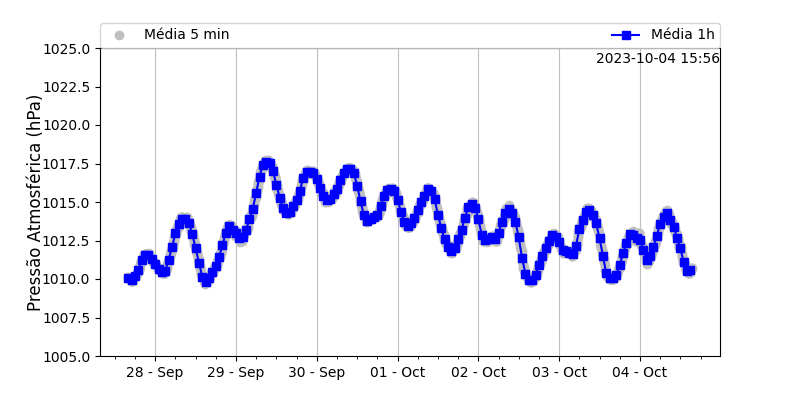 Média 5 min
Média 1h
2023-10-04 15:56
Pressão Atmosférica (hPa)
1025.0
1022.5
1020.0
1017.5
1015.0
1012.5
1010.0
1007.5
1005.0
28 - Sep
29 - Sep
30 - Sep
01 - Oct
02 - Oct
03 - Oct
04 - Oct